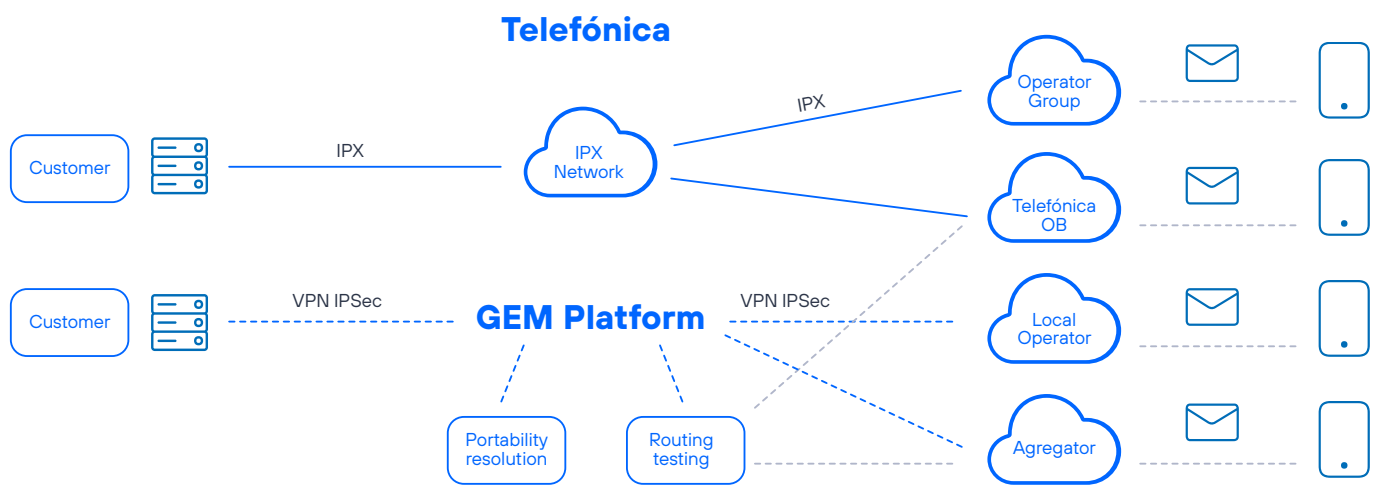 Telefónica
Operator
Group
IPX
Customer
IPX
IPX
Network
Telefónica
OB
Customer
VPN IPSec
GEM Platform
VPN IPSec
Local
Operator
Portability
resolution
Routing
testing
Agregator